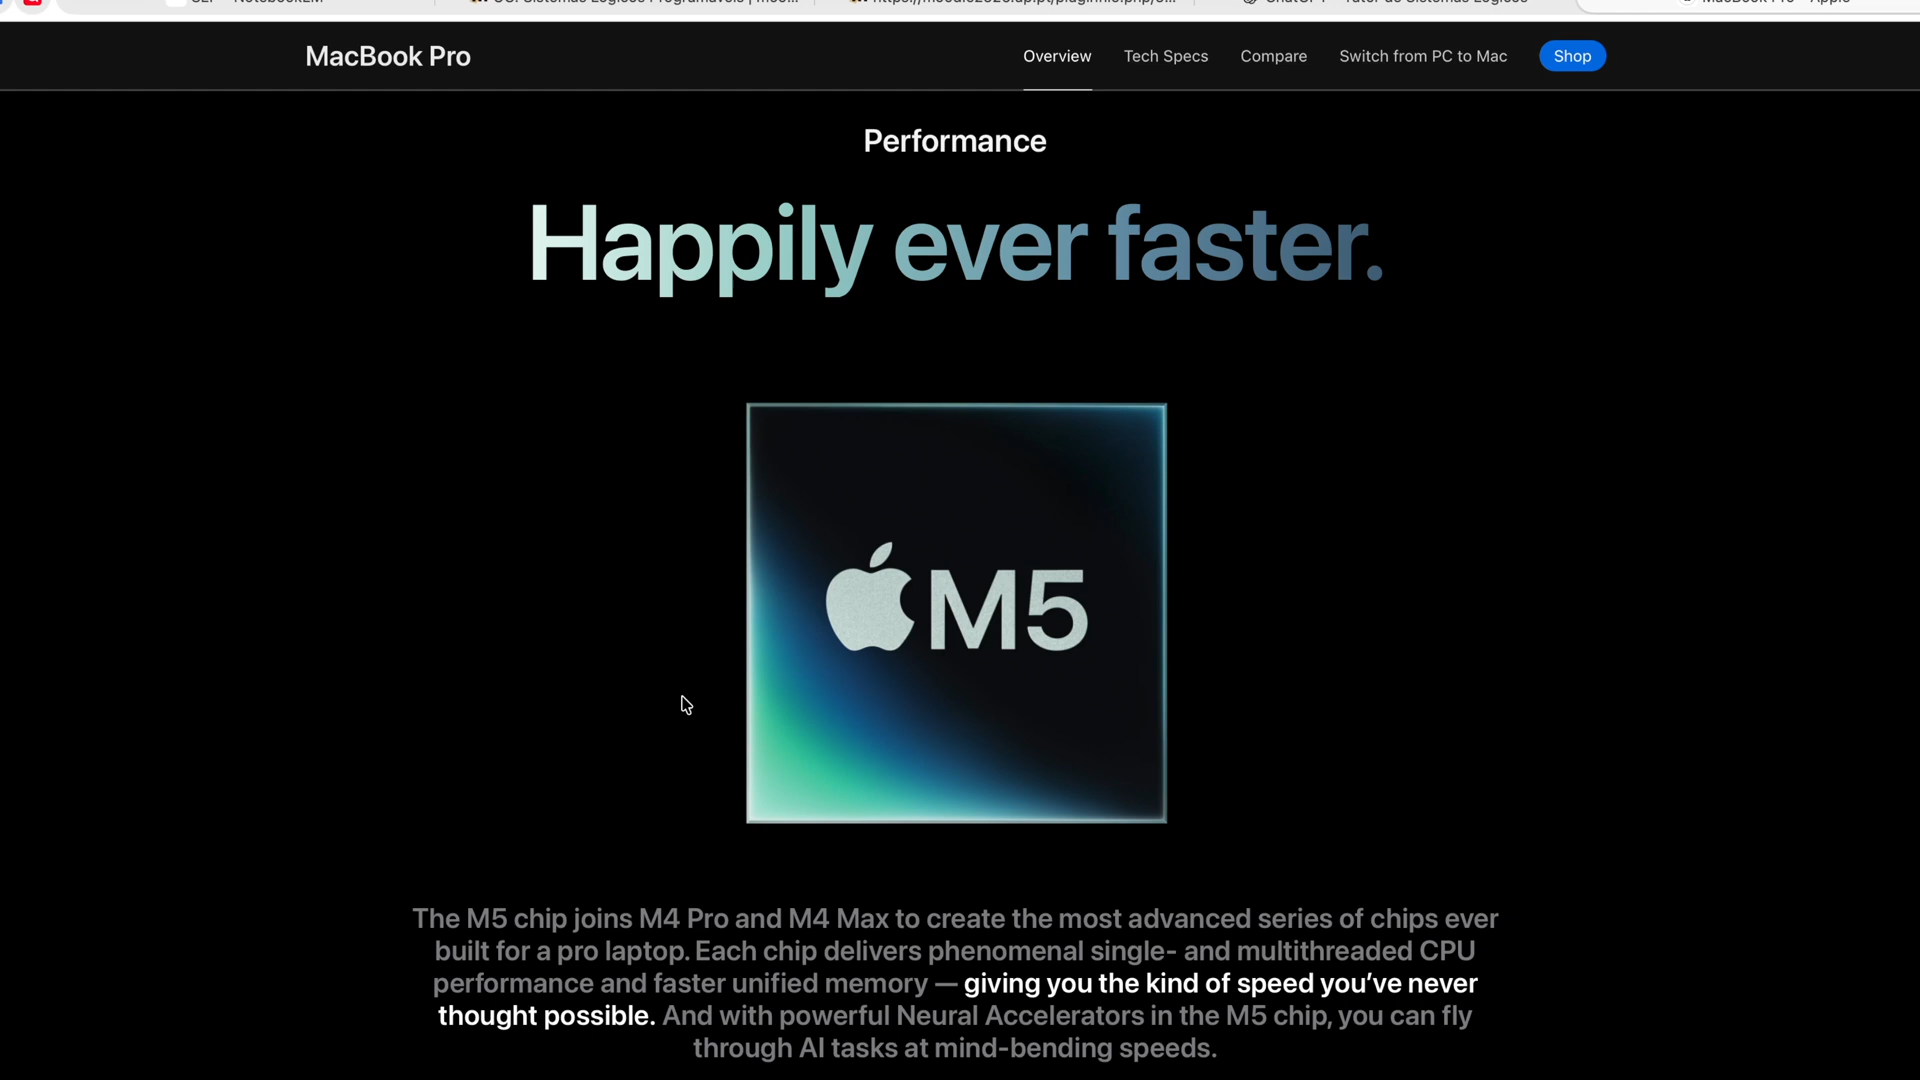 MacBook Pro
Overview
Tech Specs
Compare
Switch from PC to Mac
Shop
Performance
Happily ever faster.
M5
The M5 chip joins M4 Pro and M4 Max to create the most advanced series of chips ever
built for a pro laptop. Each chip delivers phenomenal single- and multithreaded CPU
performance and faster unified memory — giving you the kind of speed you’ve never
thought possible. And with powerful Neural Accelerators in the M5 chip, you can fly
through AI tasks at mind-bending speeds.